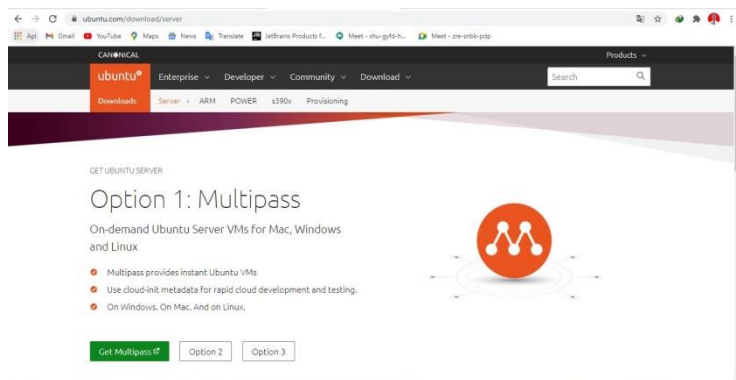 ubuntu.com/download/server
Apl Gmail YouTube Maps News Translate JetBrains Products f... Meet - xhu-gyfd-h... Meet - zne-snbk-pdp
CANONICAL Products
ubuntu® Enterprise Developer Community Download Search
Downloads Server › ARM POWER s390x Provisioning
GET UBUNTU SERVER
Option 1: Multipass
On-demand Ubuntu Server VMs for Mac, Windows
and Linux
Multipass provides instant Ubuntu VMs
Use cloud-init metadata for rapid cloud development and testing.
On Windows. On Mac. And on Linux.
Get Multipass Option 2 Option 3